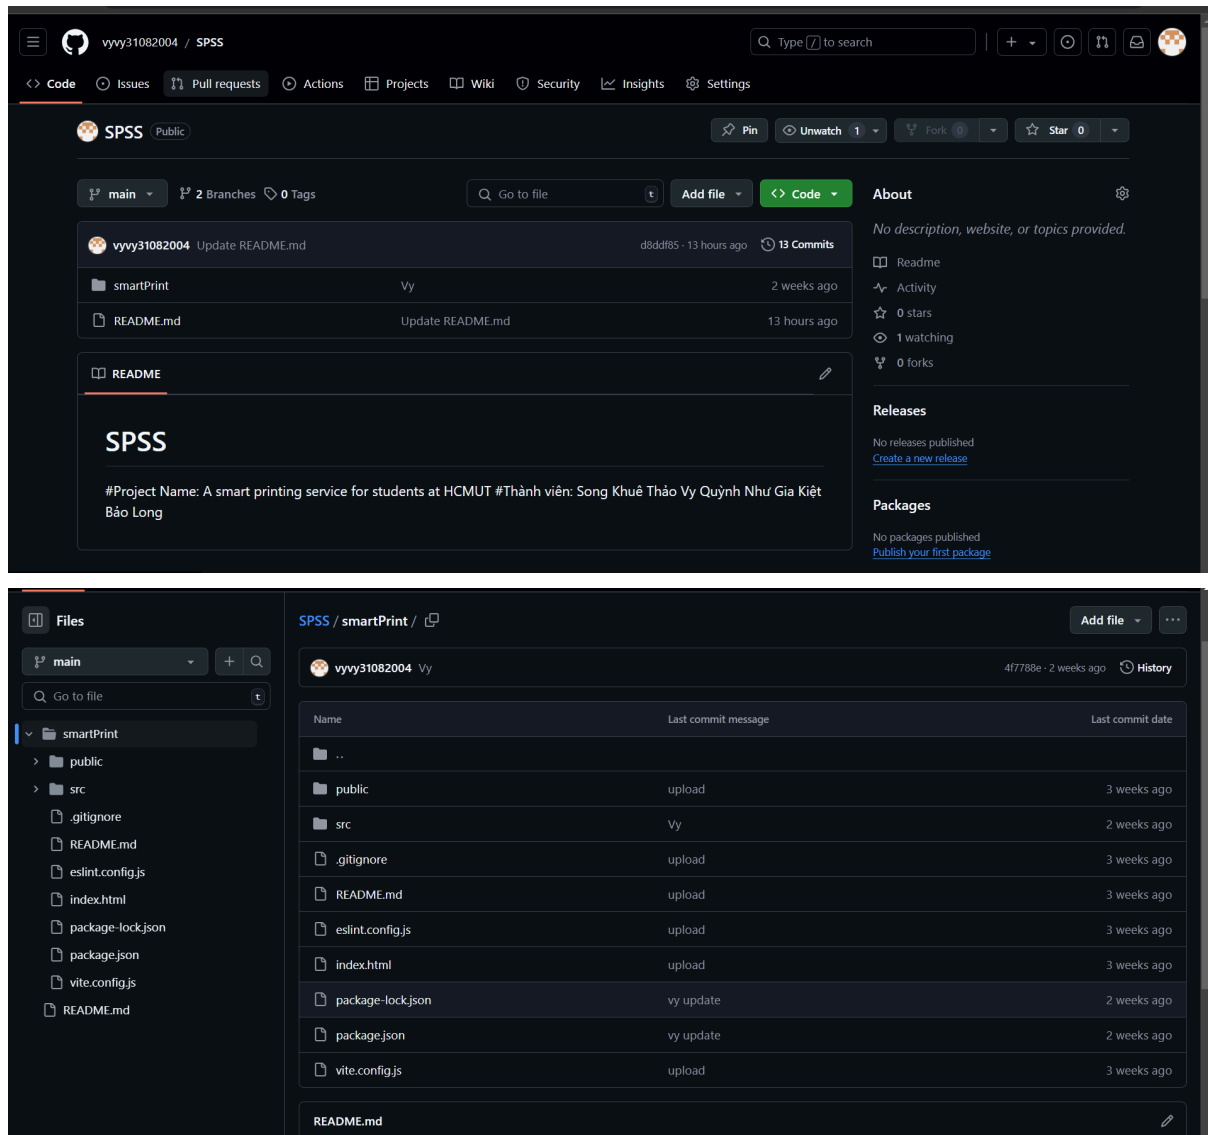 vyvy31082004 / SPSS
Type / to search
Code Issues Pull requests Actions Projects Wiki Security Insights Settings
SPSS Public
Pin Unwatch 1 Fork 0 Star 0
main 2 Branches 0 Tags
Go to file t Add file Code
vyvy31082004 Update README.md d8ddf85 · 13 hours ago 13 Commits
smartPrint Vy 2 weeks ago
README.md Update README.md 13 hours ago
README
SPSS
#Project Name: A smart printing service for students at HCMUT #Thành viên: Song Khuê Thảo Vy Quỳnh Như Gia Kiệt
Bảo Long
About
No description, website, or topics provided.
Readme
Activity
0 stars
1 watching
0 forks
Releases
No releases published
Create a new release
Packages
No packages published
Publish your first package
Files
main
Go to file t
smartPrint
public
src
.gitignore
README.md
eslint.config.js
index.html
package-lock.json
package.json
vite.config.js
README.md
SPSS / smartPrint /
Add file
vyvy31082004 Vy 4f7788e · 2 weeks ago History
Name Last commit message Last commit date
..
public upload 3 weeks ago
src Vy 2 weeks ago
.gitignore upload 3 weeks ago
README.md upload 3 weeks ago
eslint.config.js upload 3 weeks ago
index.html upload 3 weeks ago
package-lock.json vy update 2 weeks ago
package.json vy update 2 weeks ago
vite.config.js upload 3 weeks ago
README.md